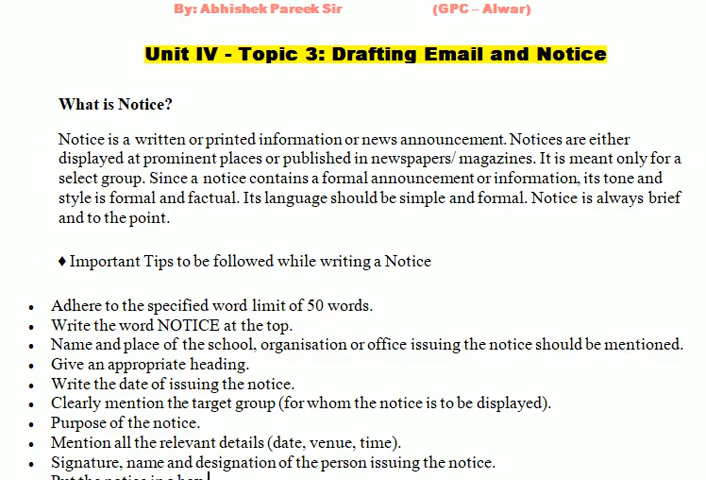 By: Abhishek Pareek Sir (GPC – Alwar)
Unit IV - Topic 3: Drafting Email and Notice
What is Notice?
Notice is a written or printed information or news announcement. Notices are either
displayed at prominent places or published in newspapers/ magazines. It is meant only for a
select group. Since a notice contains a formal announcement or information, its tone and
style is formal and factual. Its language should be simple and formal. Notice is always brief
and to the point.
♦ Important Tips to be followed while writing a Notice
• Adhere to the specified word limit of 50 words.
• Write the word NOTICE at the top.
• Name and place of the school, organisation or office issuing the notice should be mentioned.
• Give an appropriate heading.
• Write the date of issuing the notice.
• Clearly mention the target group (for whom the notice is to be displayed).
• Purpose of the notice.
• Mention all the relevant details (date, venue, time).
• Signature, name and designation of the person issuing the notice.
• Put the notice in a box